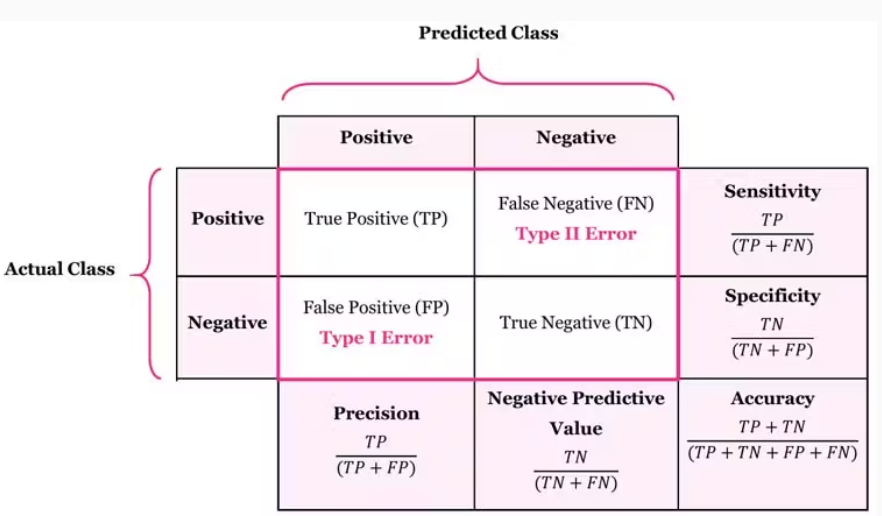 Predicted Class
Positive
Negative
Actual Class
Positive
True Positive (TP)
False Negative (FN)
Type II Error
Sensitivity
TP
(TP + FN)
Negative
False Positive (FP)
Type I Error
True Negative (TN)
Specificity
TN
(TN + FP)
Precision
TP
(TP + FP)
Negative Predictive
Value
TN
(TN + FN)
Accuracy
TP + TN
(TP + TN + FP + FN)